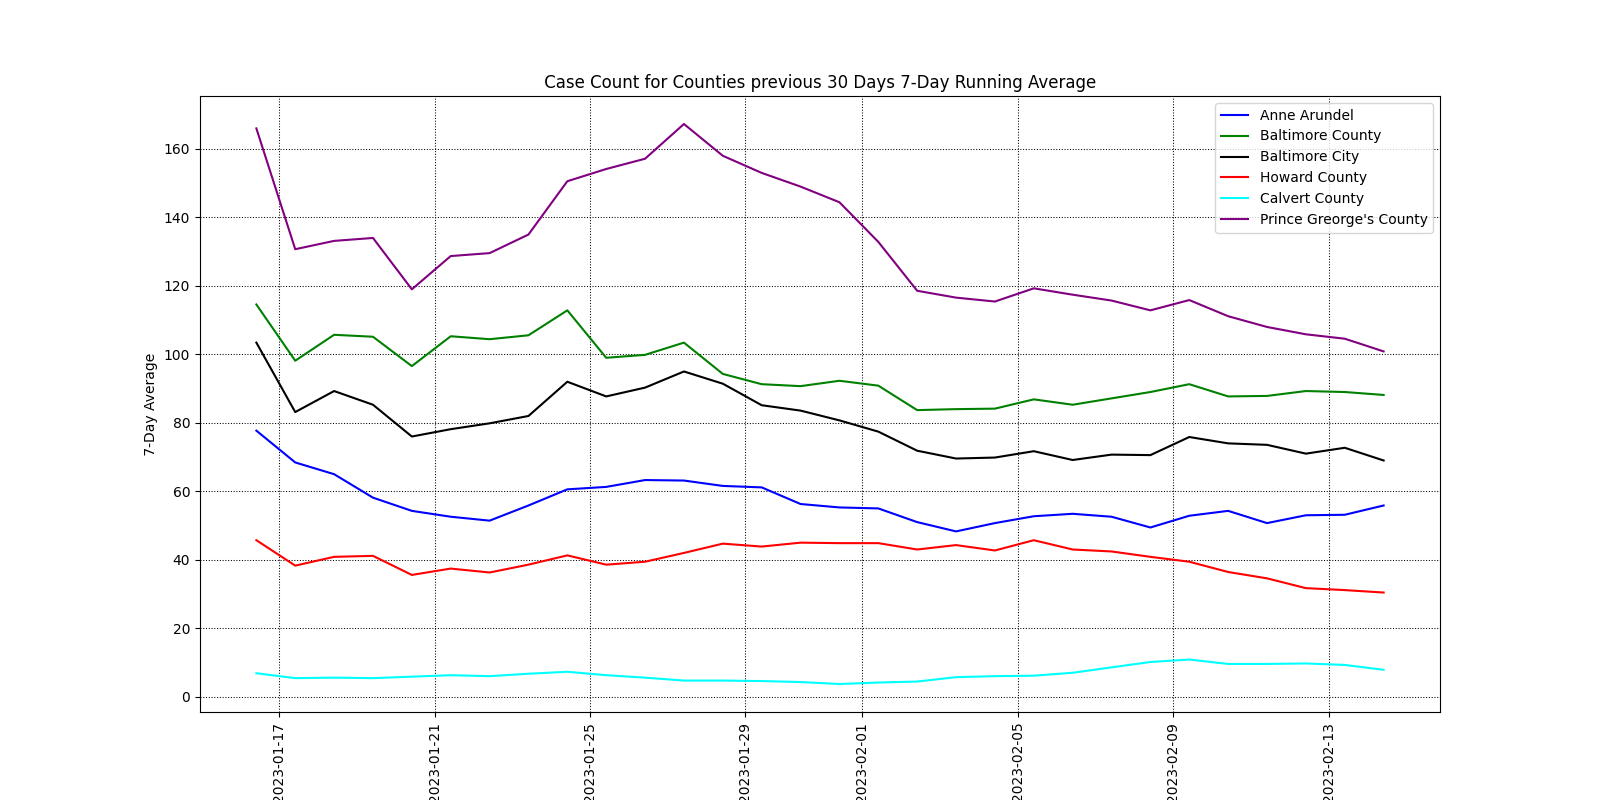 Case Count for Counties previous 30 Days 7-Day Running Average
Anne Arundel
Baltimore County
Baltimore City
Howard County
Calvert County
Prince Greorge's County
7-Day Average
160
140
120
100
80
60
40
20
0
2023-01-17
2023-01-21
2023-01-25
2023-01-29
2023-02-01
2023-02-05
2023-02-09
2023-02-13